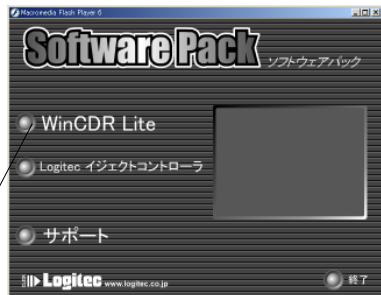 Macromedia Flash Player 6
Software Pack ソフトウェアパック
WinCDR Lite
Logitec イジェクトコントローラ
サポート
Logitec www.logitec.co.jp
終了